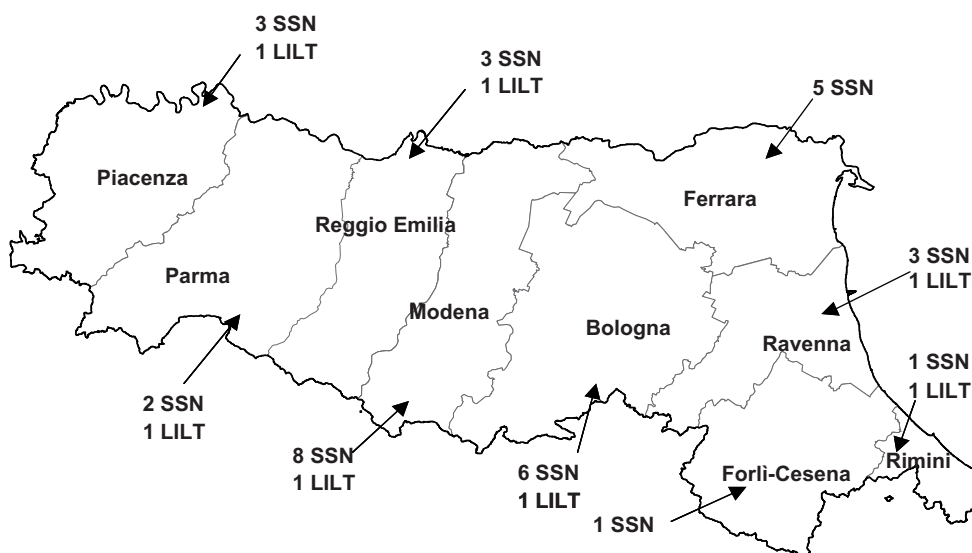 3 SSN
1 LILT
3 SSN
1 LILT
5 SSN
Piacenza
Ferrara
Reggio Emilia
Parma
3 SSN
1 LILT
Modena
Bologna
Ravenna
1 SSN
1 LILT
2 SSN
1 LILT
8 SSN
1 LILT
6 SSN
1 LILT
Forlì-Cesena
Rimini
1 SSN